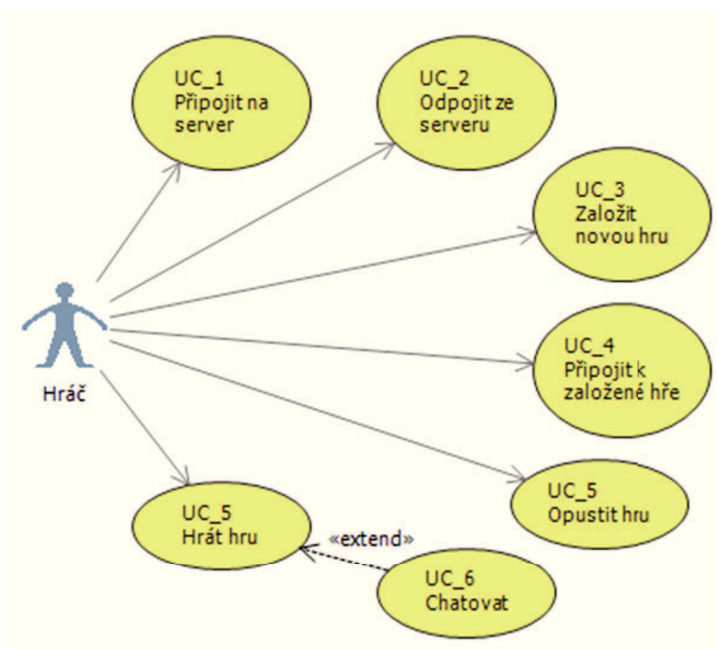 UC_1
Připojit na
server
UC_2
Odpojit ze
serveru
UC_3
Založit
novou hru
UC_4
Připojit k
založené hře
Hráč
UC_5
Opustit hru
UC_5
Hrát hru
«extend»
UC_6
Chatovat